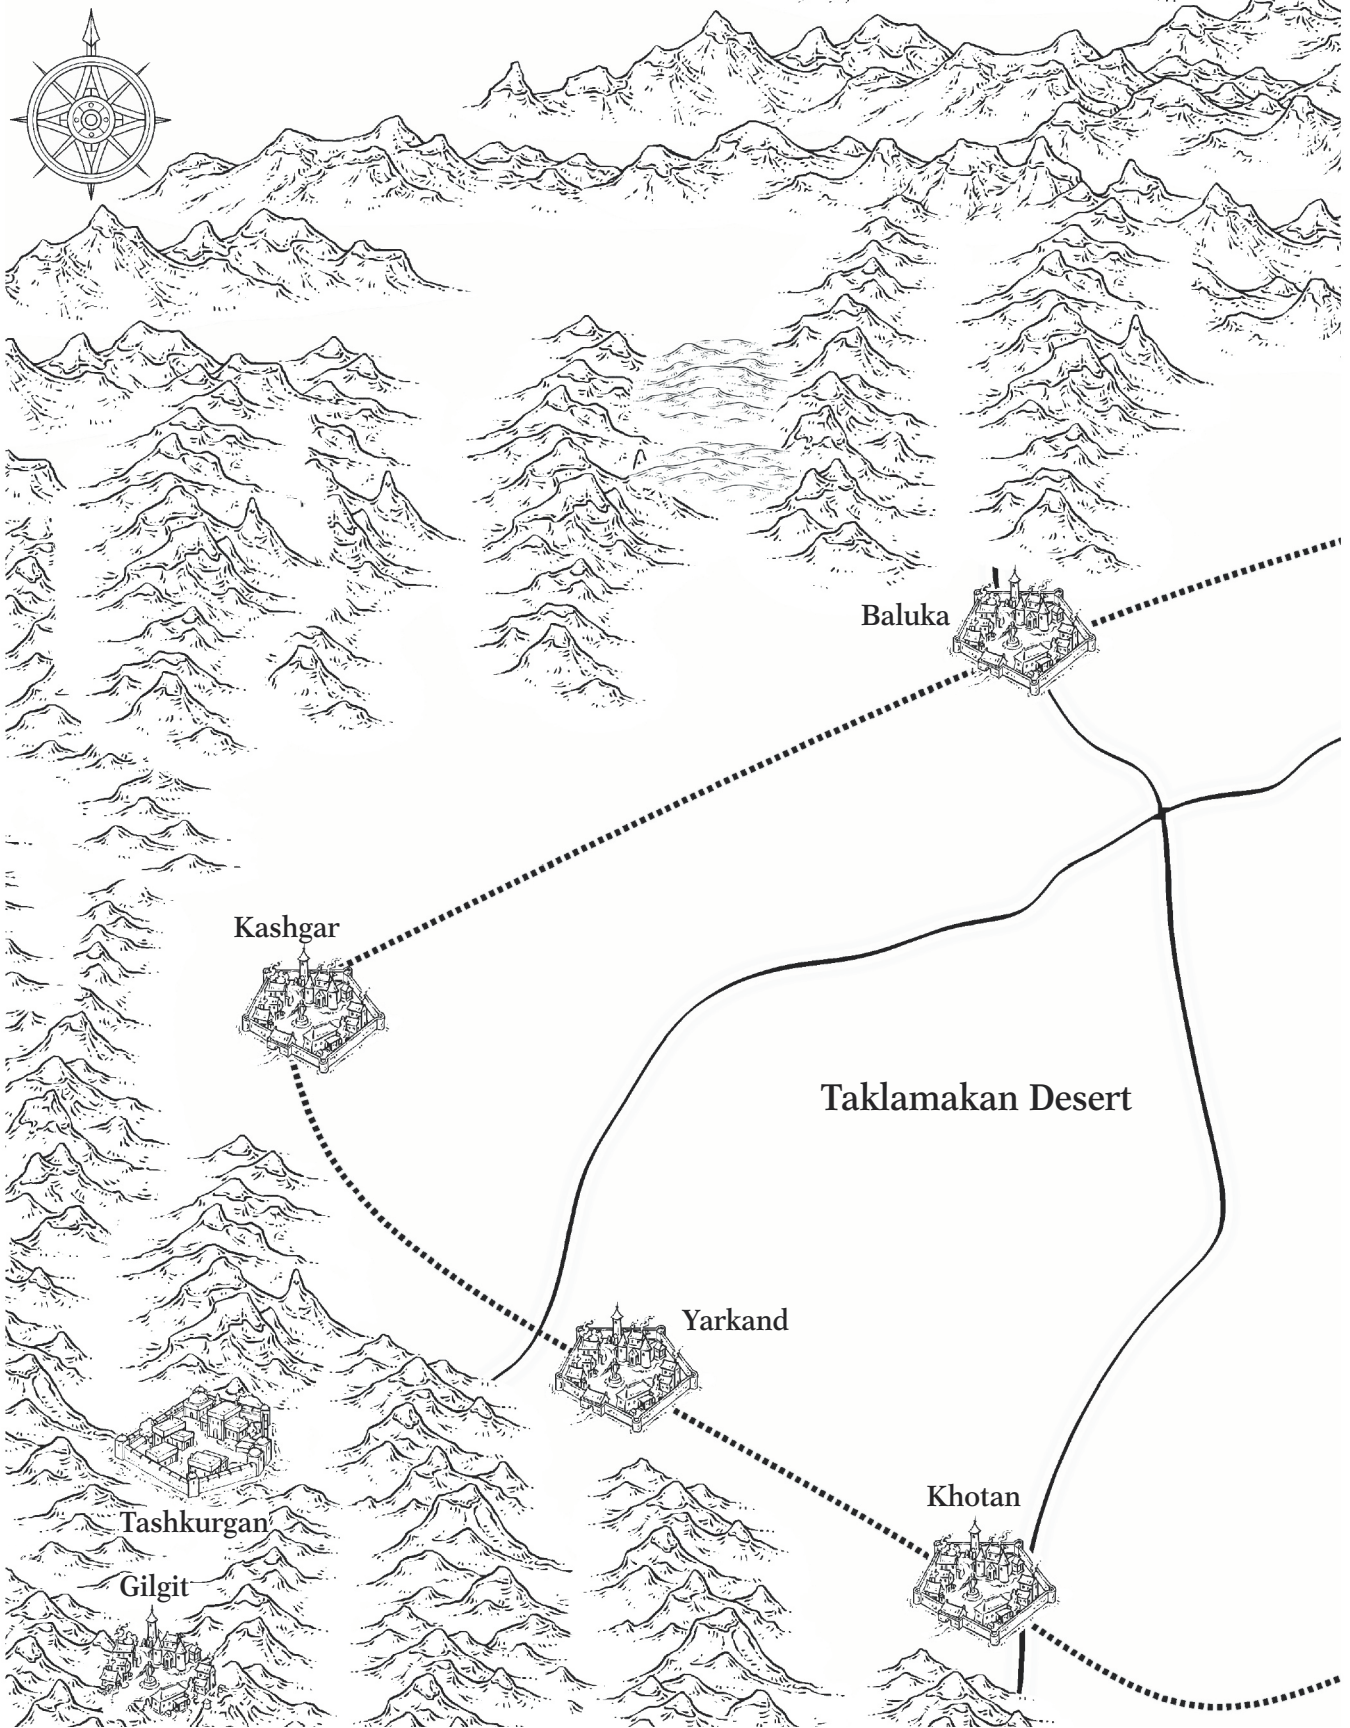 Baluka
Kashgar
Taklamakan Desert
Yarkand
Khotan
Tashkurgan
Gilgit